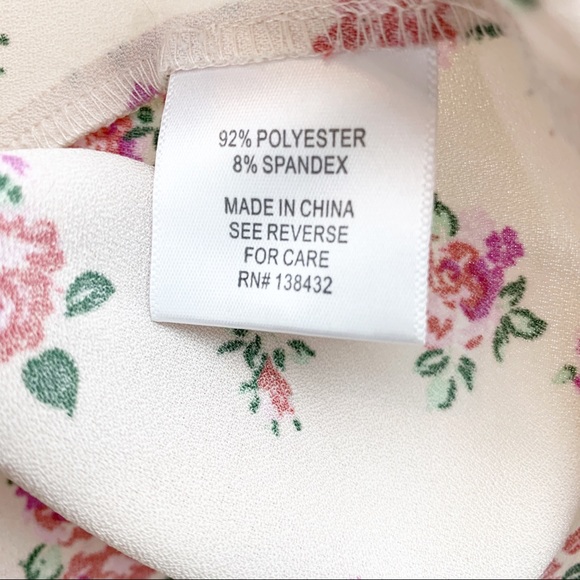 92% POLYESTER
8% SPANDEX
MADE IN CHINA
SEE REVERSE
FOR CARE
RN# 138432